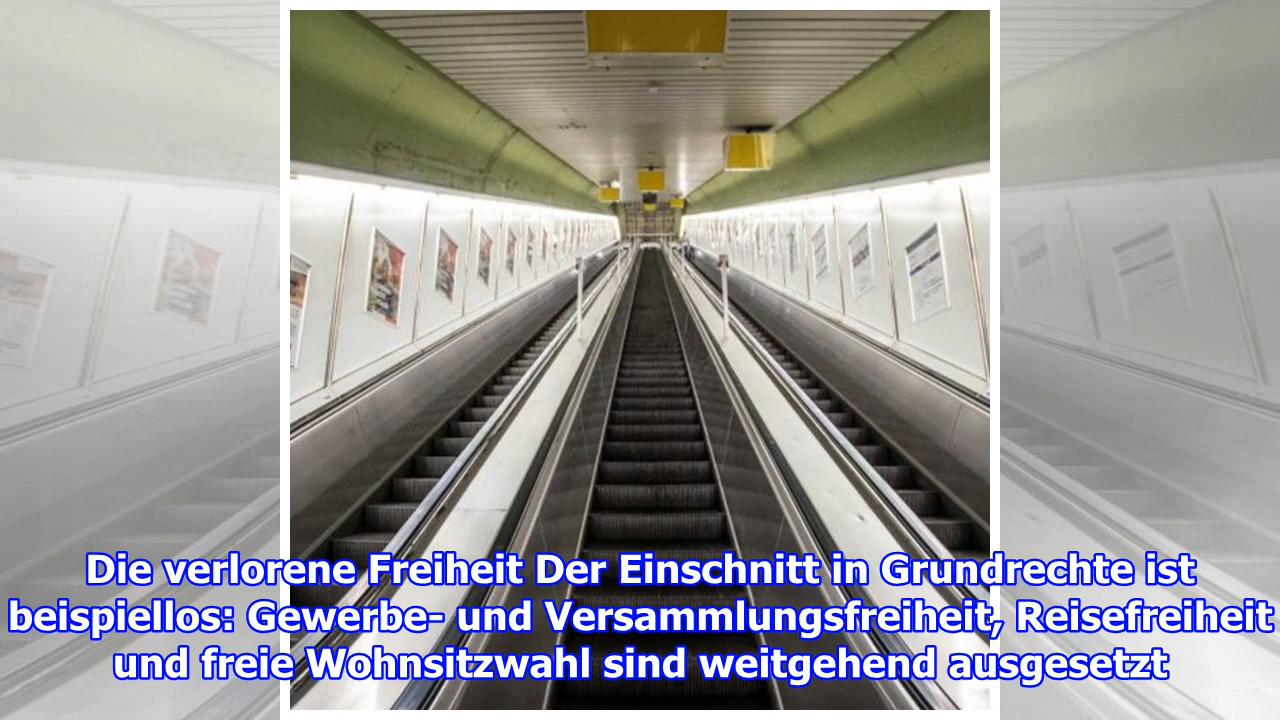 Die verlorene Freiheit Der Einschnitt in Grundrechte ist
beispiellos: Gewerbe- und Versammlungsfreiheit, Reisefreiheit
und freie Wohnsitzwahl sind weitgehend ausgesetzt